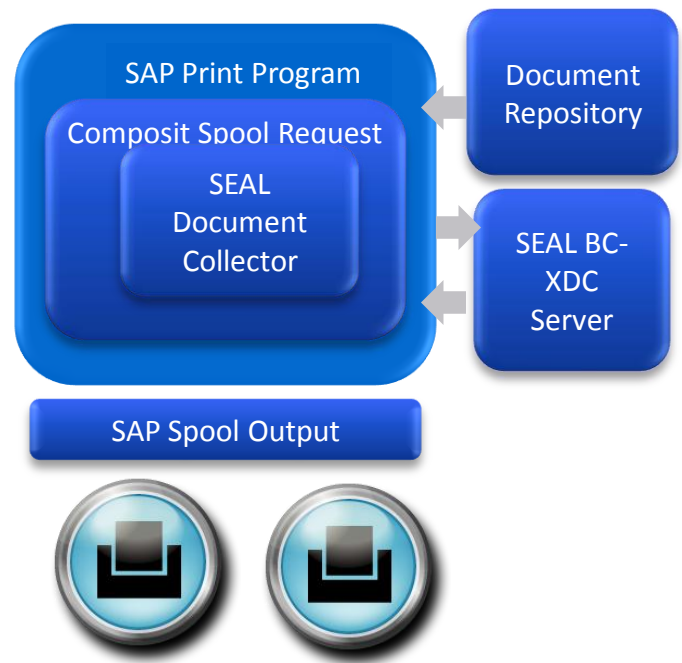 SAP Print Program
Composit Spool Request
SEAL
Document
Collector
Document
Repository
SEAL BC-
XDC
Server
SAP Spool Output